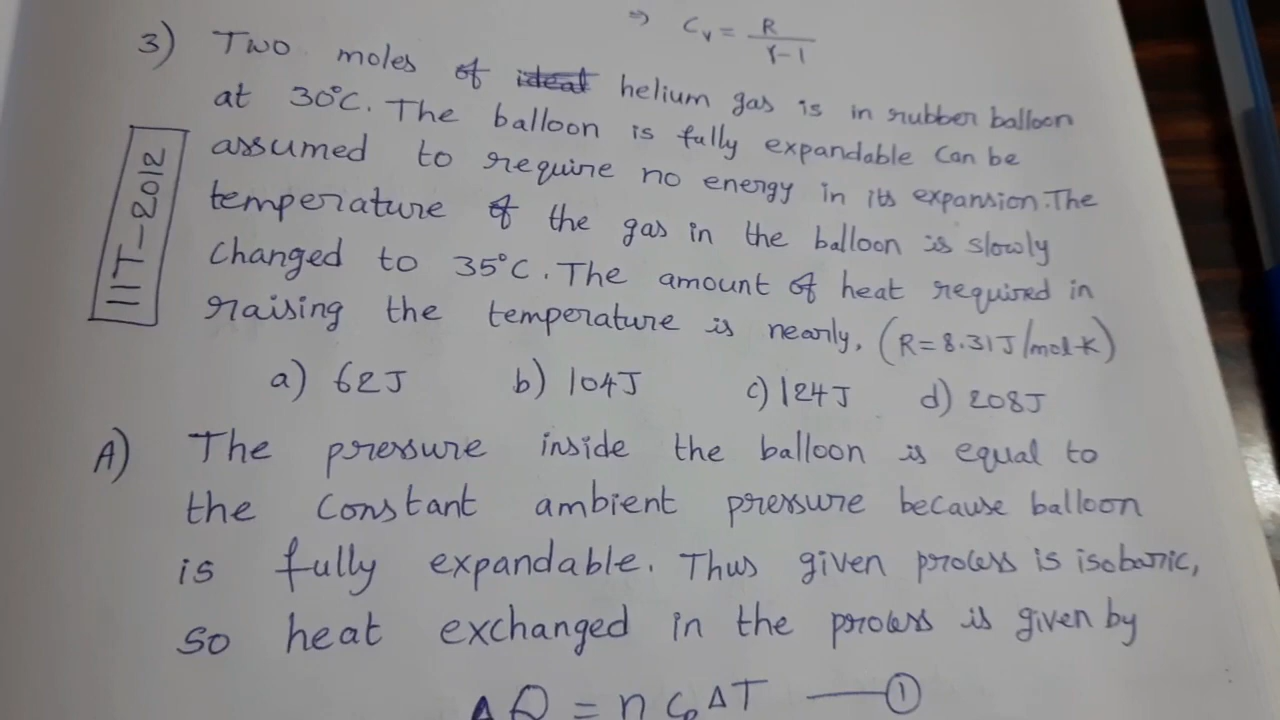 ⇒ Cv = R/γ-1
3) Two moles of ideal helium gas is in rubber balloon
at 30°C. The balloon is fully expandable can be
assumed to require no energy in its expansion. The
temperature of the gas in the balloon is slowly
changed to 35°C. The amount of heat required in
raising the temperature is nearly, (R=8.31J/mol-K)
IIT-2012
a) 62J b) 104J c) 124J d) 208J
A) The pressure inside the balloon is equal to
the constant ambient pressure because balloon
is fully expandable. Thus given process is isobaric,
so heat exchanged in the process is given by
ΔQ = nCpΔT —— ①